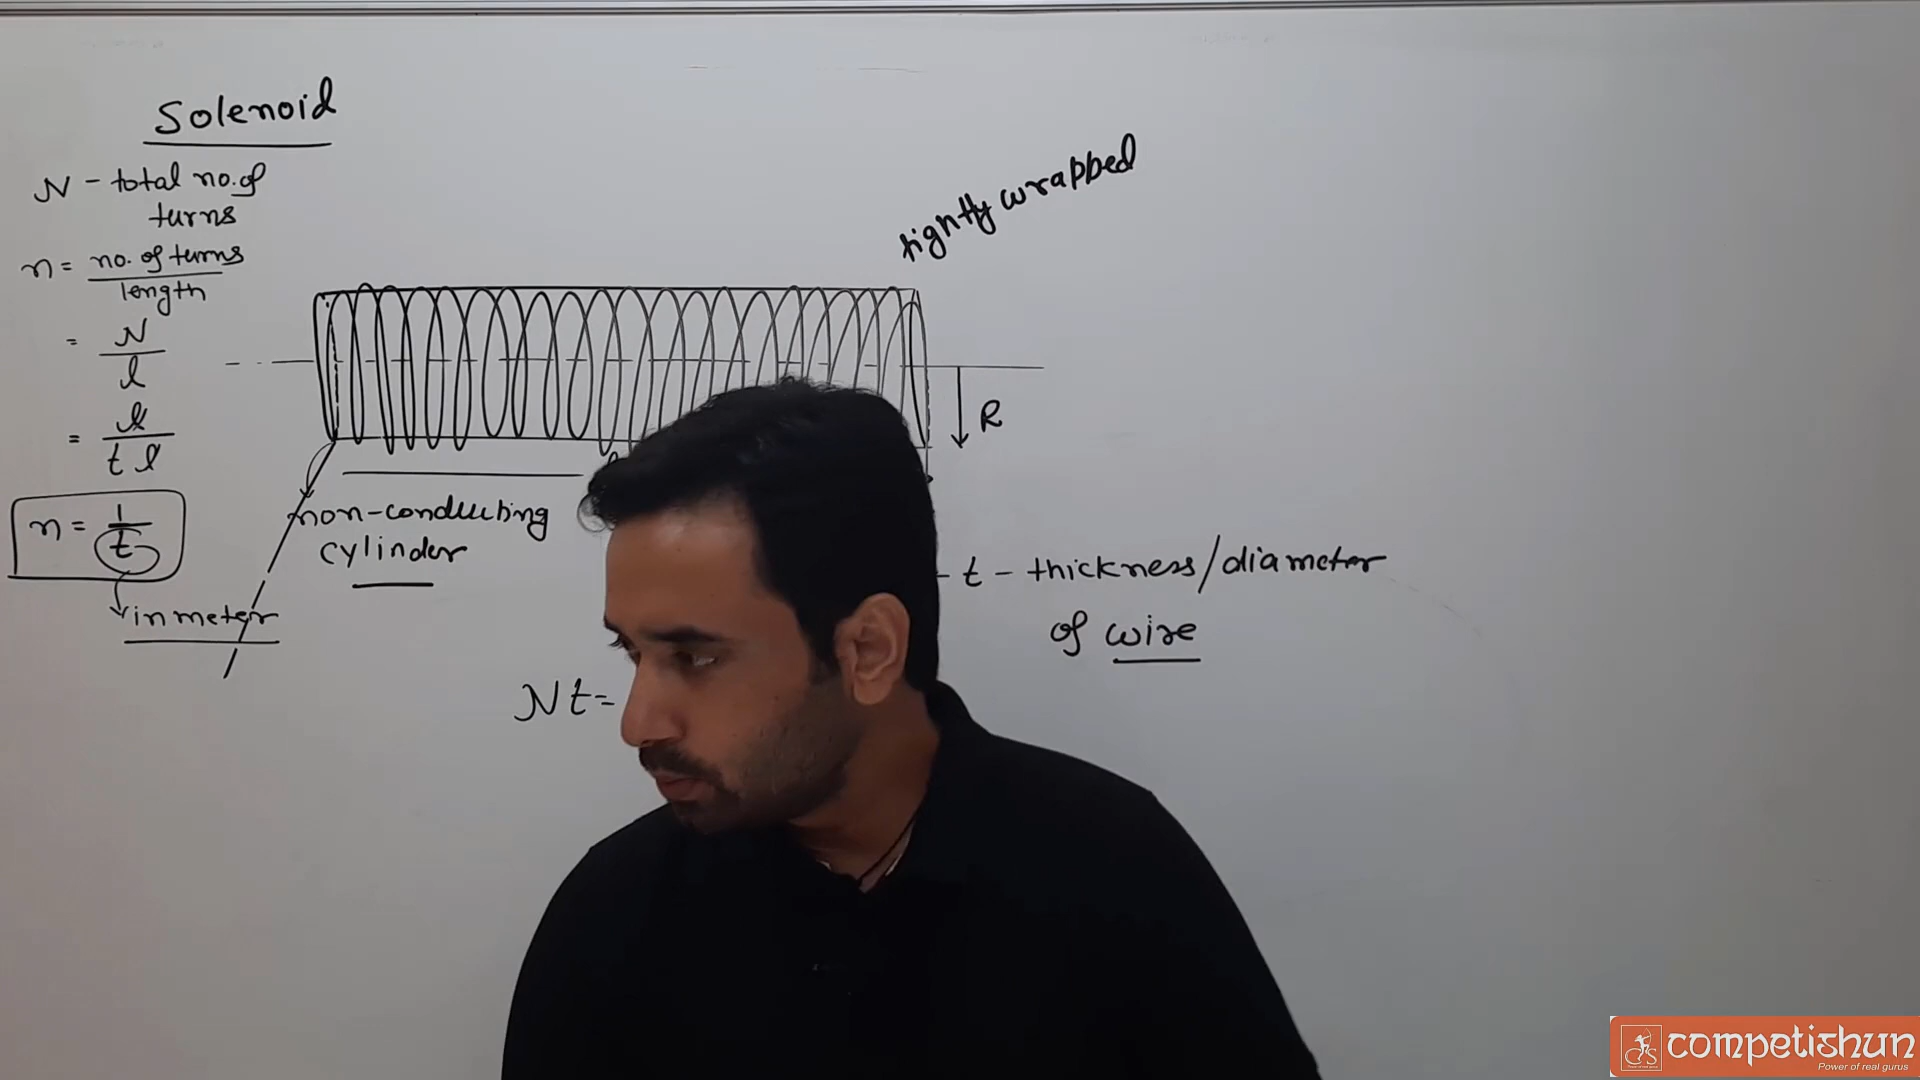 Solenoid
N - total no. of
turns
n = no. of turns
length
= N
l
= l
t l
n = 1
t
in meter
tightly wrapped
R
non-conducting
cylinder
t - thickness/diameter
of wire
Nt =
competishun
Power of real gurus